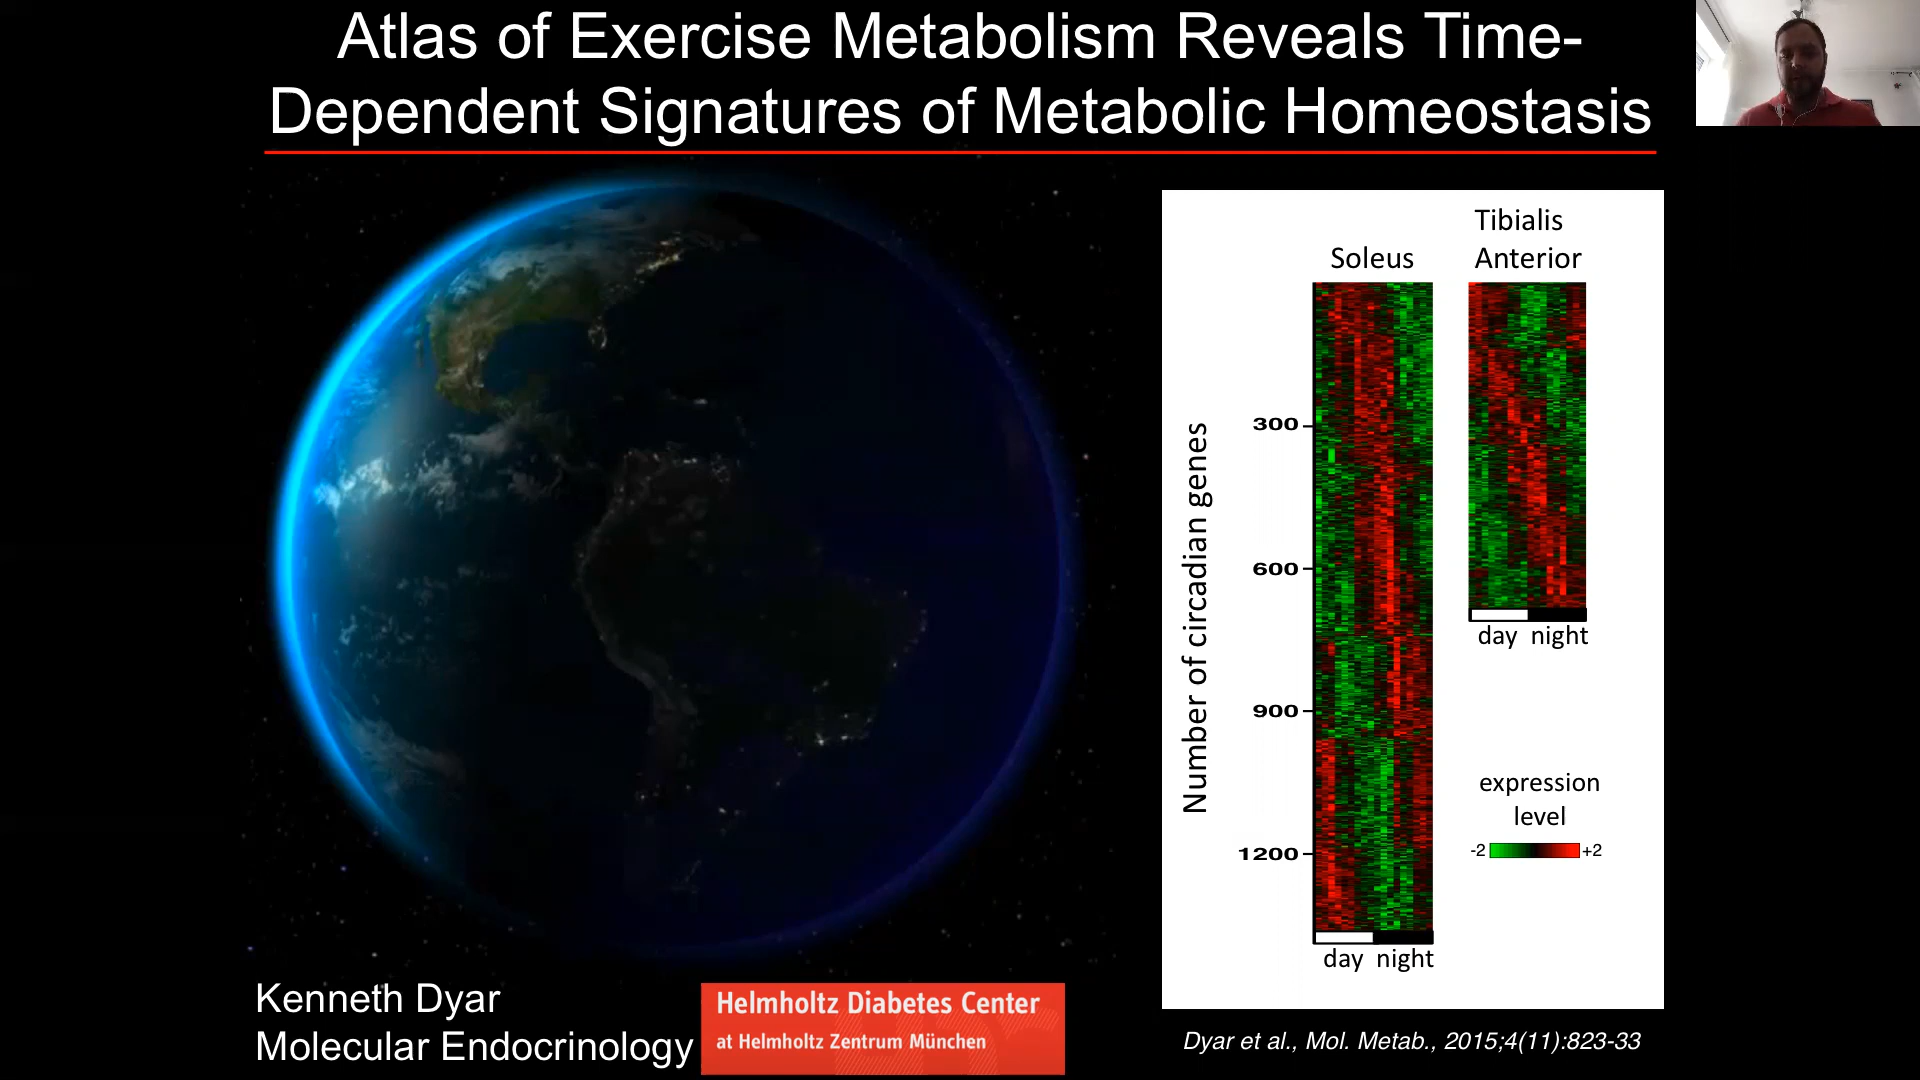 Atlas of Exercise Metabolism Reveals Time-
Dependent Signatures of Metabolic Homeostasis
Tibialis
Soleus
Anterior
Number of circadian genes
300
600
900
1200
day night
expression
level
-2
+2
day night
Kenneth Dyar
Molecular Endocrinology
Helmholtz Diabetes Center
at Helmholtz Zentrum München
Dyar et al., Mol. Metab., 2015;4(11):823-33